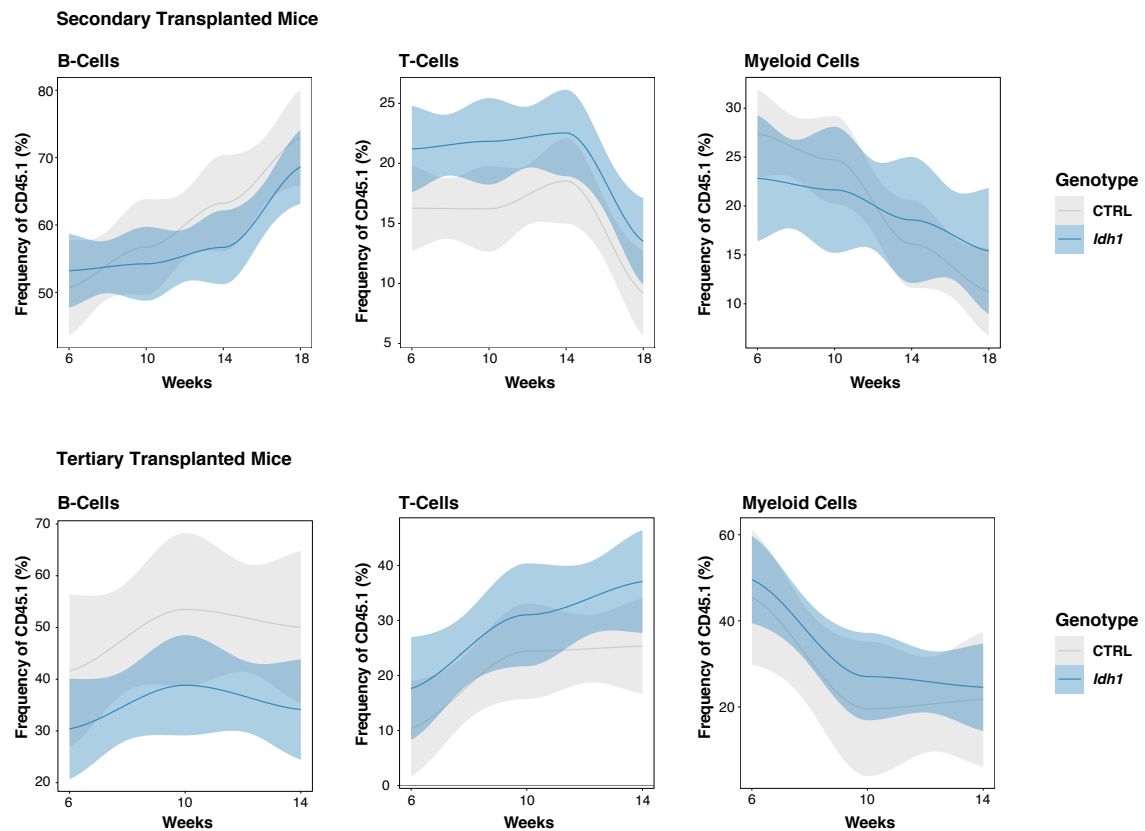 Secondary Transplanted Mice
B-Cells
T-Cells
Myeloid Cells
Frequency of CD45.1 (%)
80
70
60
50
6
10
14
18
Weeks
Frequency of CD45.1 (%)
25
20
15
10
5
6
10
14
18
Weeks
Frequency of CD45.1 (%)
30
25
20
15
10
6
10
14
18
Weeks
Genotype
CTRL
Idh1
Tertiary Transplanted Mice
B-Cells
T-Cells
Myeloid Cells
Frequency of CD45.1 (%)
70
60
50
40
30
20
6
10
14
Weeks
Frequency of CD45.1 (%)
40
30
20
10
0
6
10
14
Weeks
Frequency of CD45.1 (%)
60
40
20
6
10
14
Weeks
Genotype
CTRL
Idh1